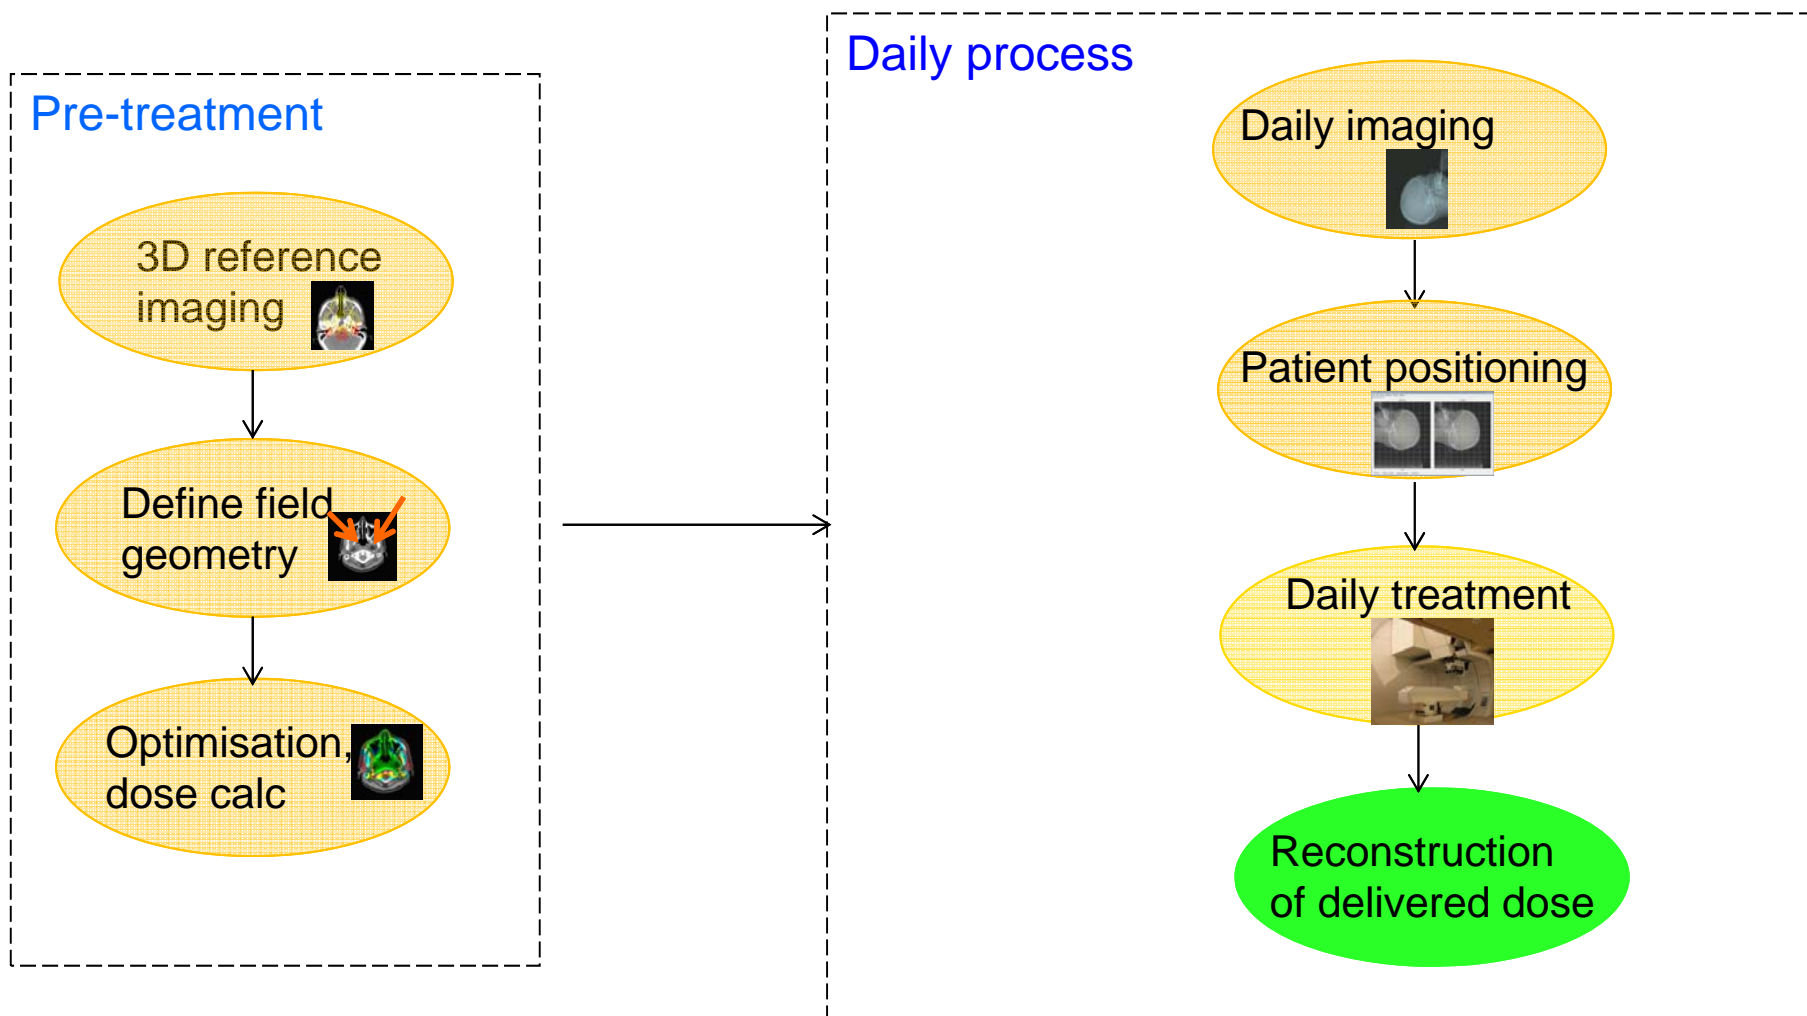 Pre-treatment
3D reference
imaging
Define field
geometry
Optimisation,
dose calc
Daily process
Daily imaging
Patient positioning
Daily treatment
Reconstruction
of delivered dose